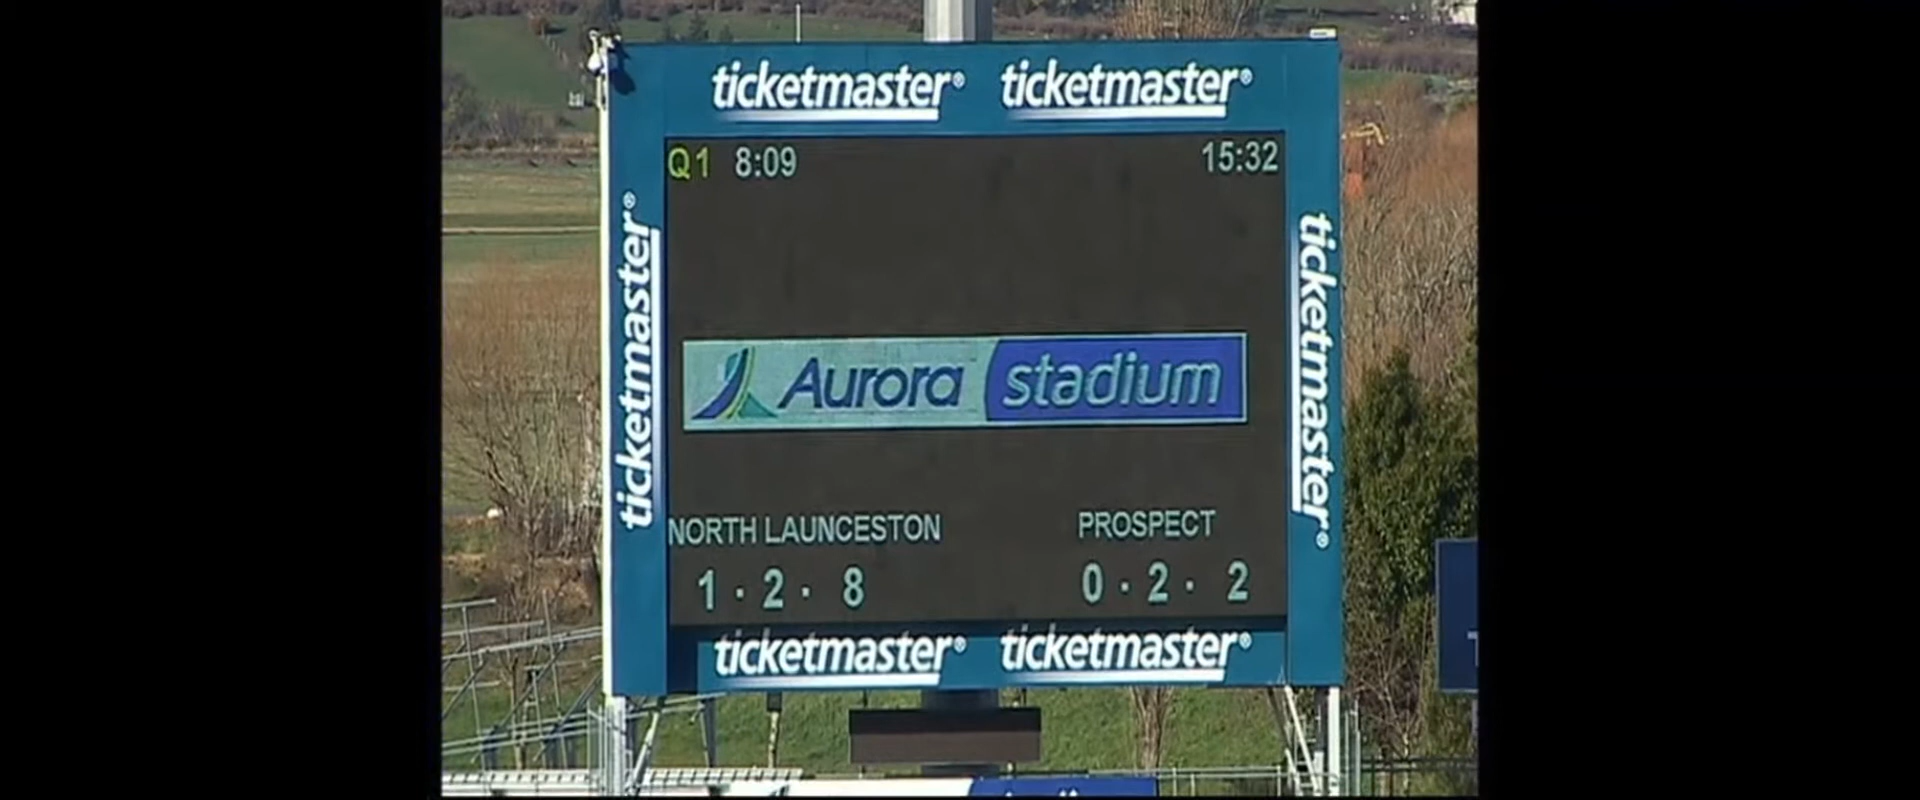 ticketmaster® ticketmaster®
Q1 8:09 15:32
ticketmaster®
ticketmaster®
Aurora stadium
NORTH LAUNCESTON PROSPECT
1 · 2 · 8 0 · 2 · 2
ticketmaster® ticketmaster®